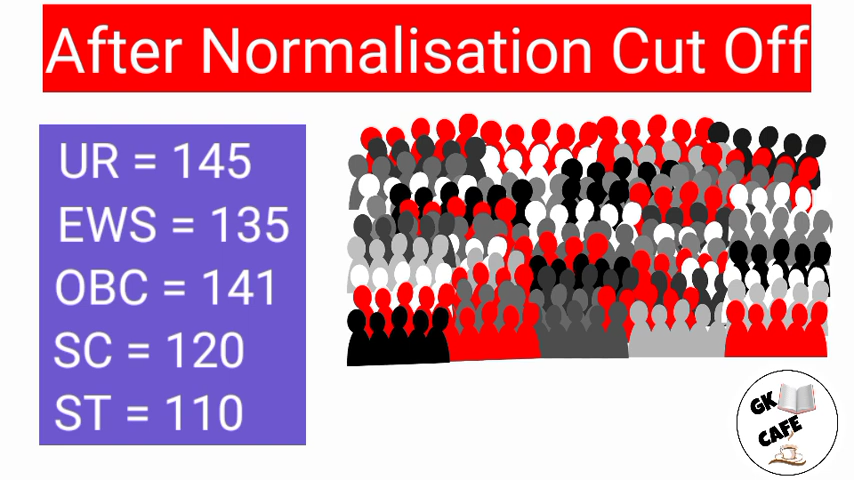 After Normalisation Cut Off
UR = 145
EWS = 135
OBC = 141
SC = 120
ST = 110
GK
CAFE